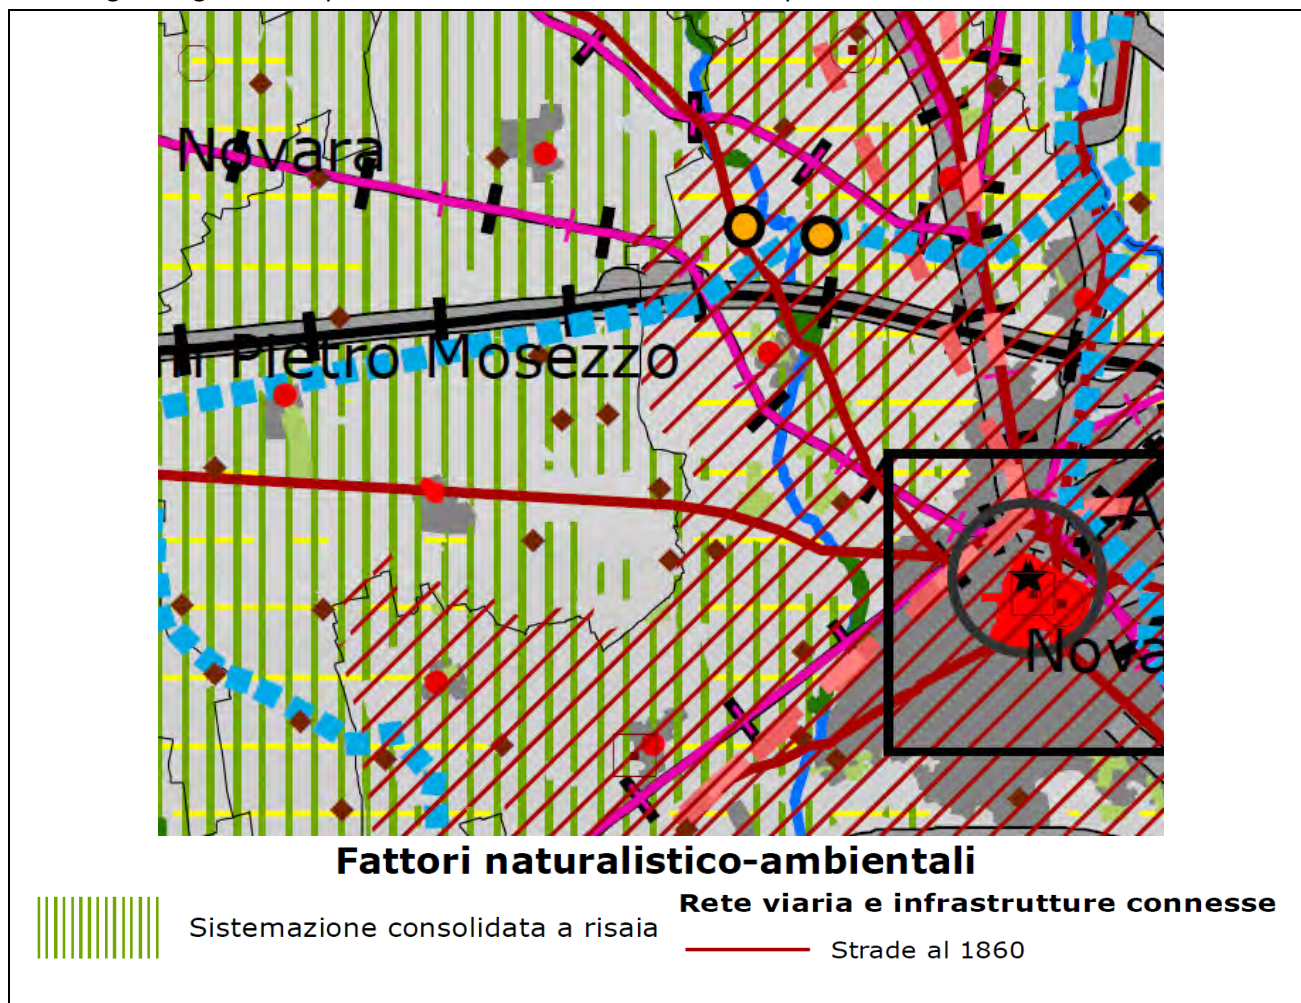 Novara
n Pietro Mosezzo
A
Nova
Fattori naturalistico-ambientali
Sistemazione consolidata a risaia
Rete viaria e infrastrutture connesse
Strade al 1860